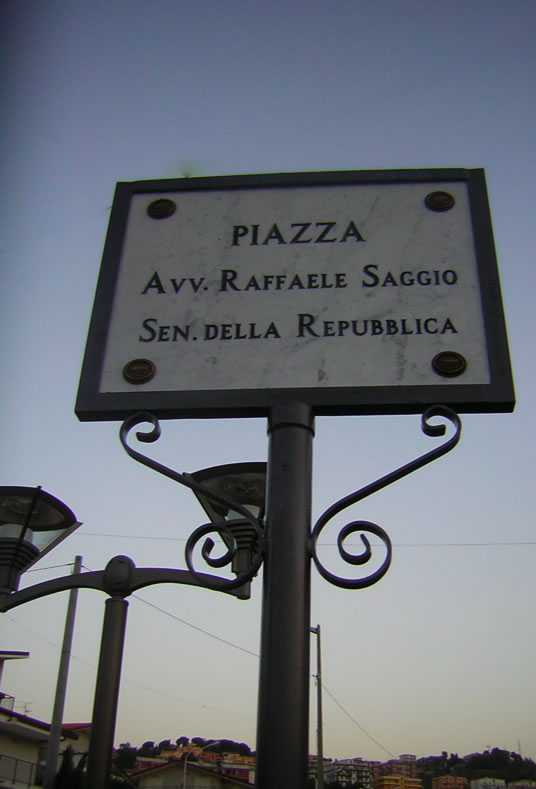 PIAZZA
AVV. RAFFAELE SAGGIO
SEN. DELLA REPUBBLICA